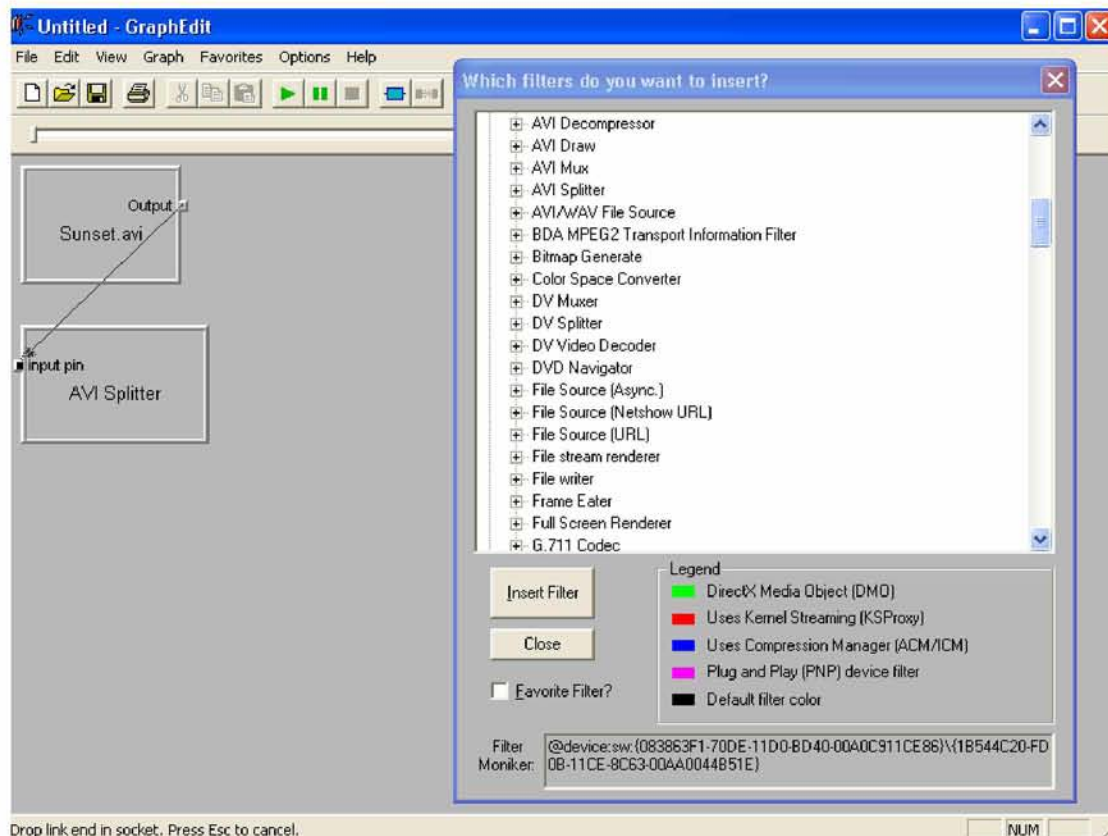 Untitled - GraphEdit
File Edit View Graph Favorites Options Help
Output
Sunset.avi
input pin
AVI Splitter
Which filters do you want to insert?
AVI Decompressor
AVI Draw
AVI Mux
AVI Splitter
AVI/WAV File Source
BDA MPEG2 Transport Information Filter
Bitmap Generate
Color Space Converter
DV Muxer
DV Splitter
DV Video Decoder
DVD Navigator
File Source (Async.)
File Source (Netshow URL)
File Source (URL)
File stream renderer
File writer
Frame Eater
Full Screen Renderer
G.711 Codec
Insert Filter
Close
Favorite Filter?
Legend
DirectX Media Object (DMO)
Uses Kernel Streaming (KSProxy)
Uses Compression Manager (ACM/ICM)
Plug and Play (PNP) device filter
Default filter color
Filter
Moniker:
@device:sw:{083863F1-70DE-11D0-BD40-00A0C911CE86}\{1B544C20-FD
0B-11CE-8C63-00AA0044B51E}
Drop link end in socket. Press Esc to cancel.
NUM